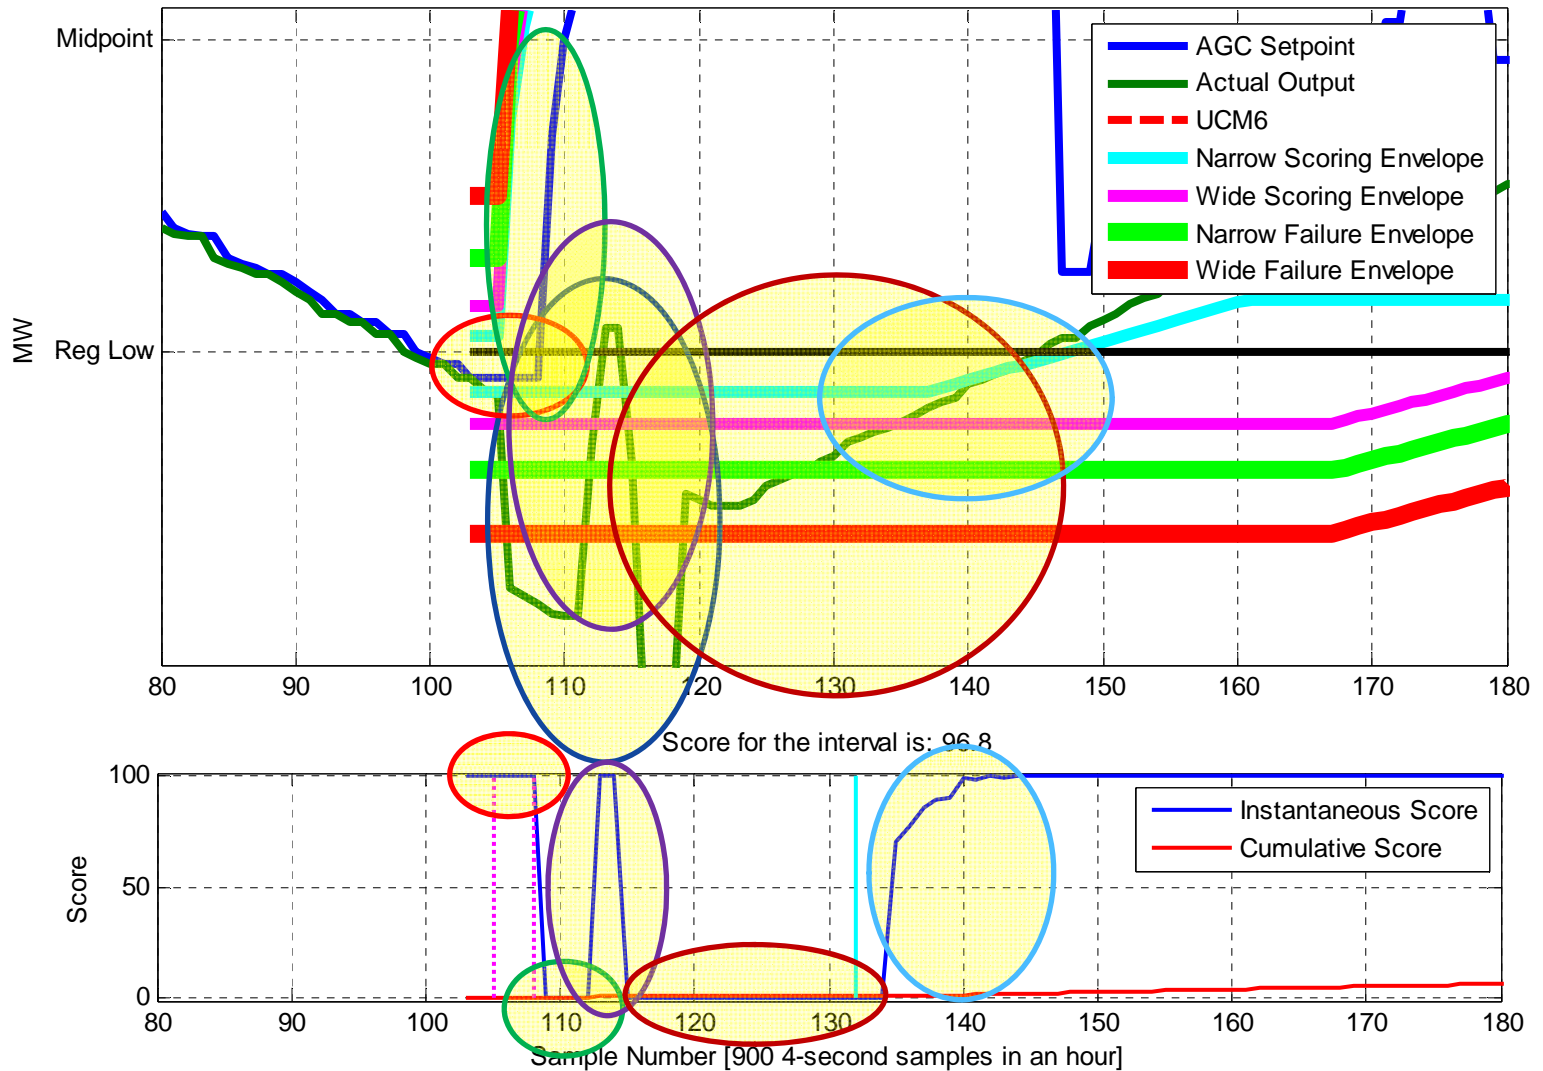 Midpoint
AGC Setpoint
Actual Output
UCM6
Narrow Scoring Envelope
Wide Scoring Envelope
Narrow Failure Envelope
Wide Failure Envelope
MW
Reg Low
80 90 100 110 120 130 140 150 160 170 180
Score for the interval is: 96.8
100
Instantaneous Score
Cumulative Score
50
Score
0
80 90 100 110 120 130 140 150 160 170 180
Sample Number [900 4-second samples in an hour]